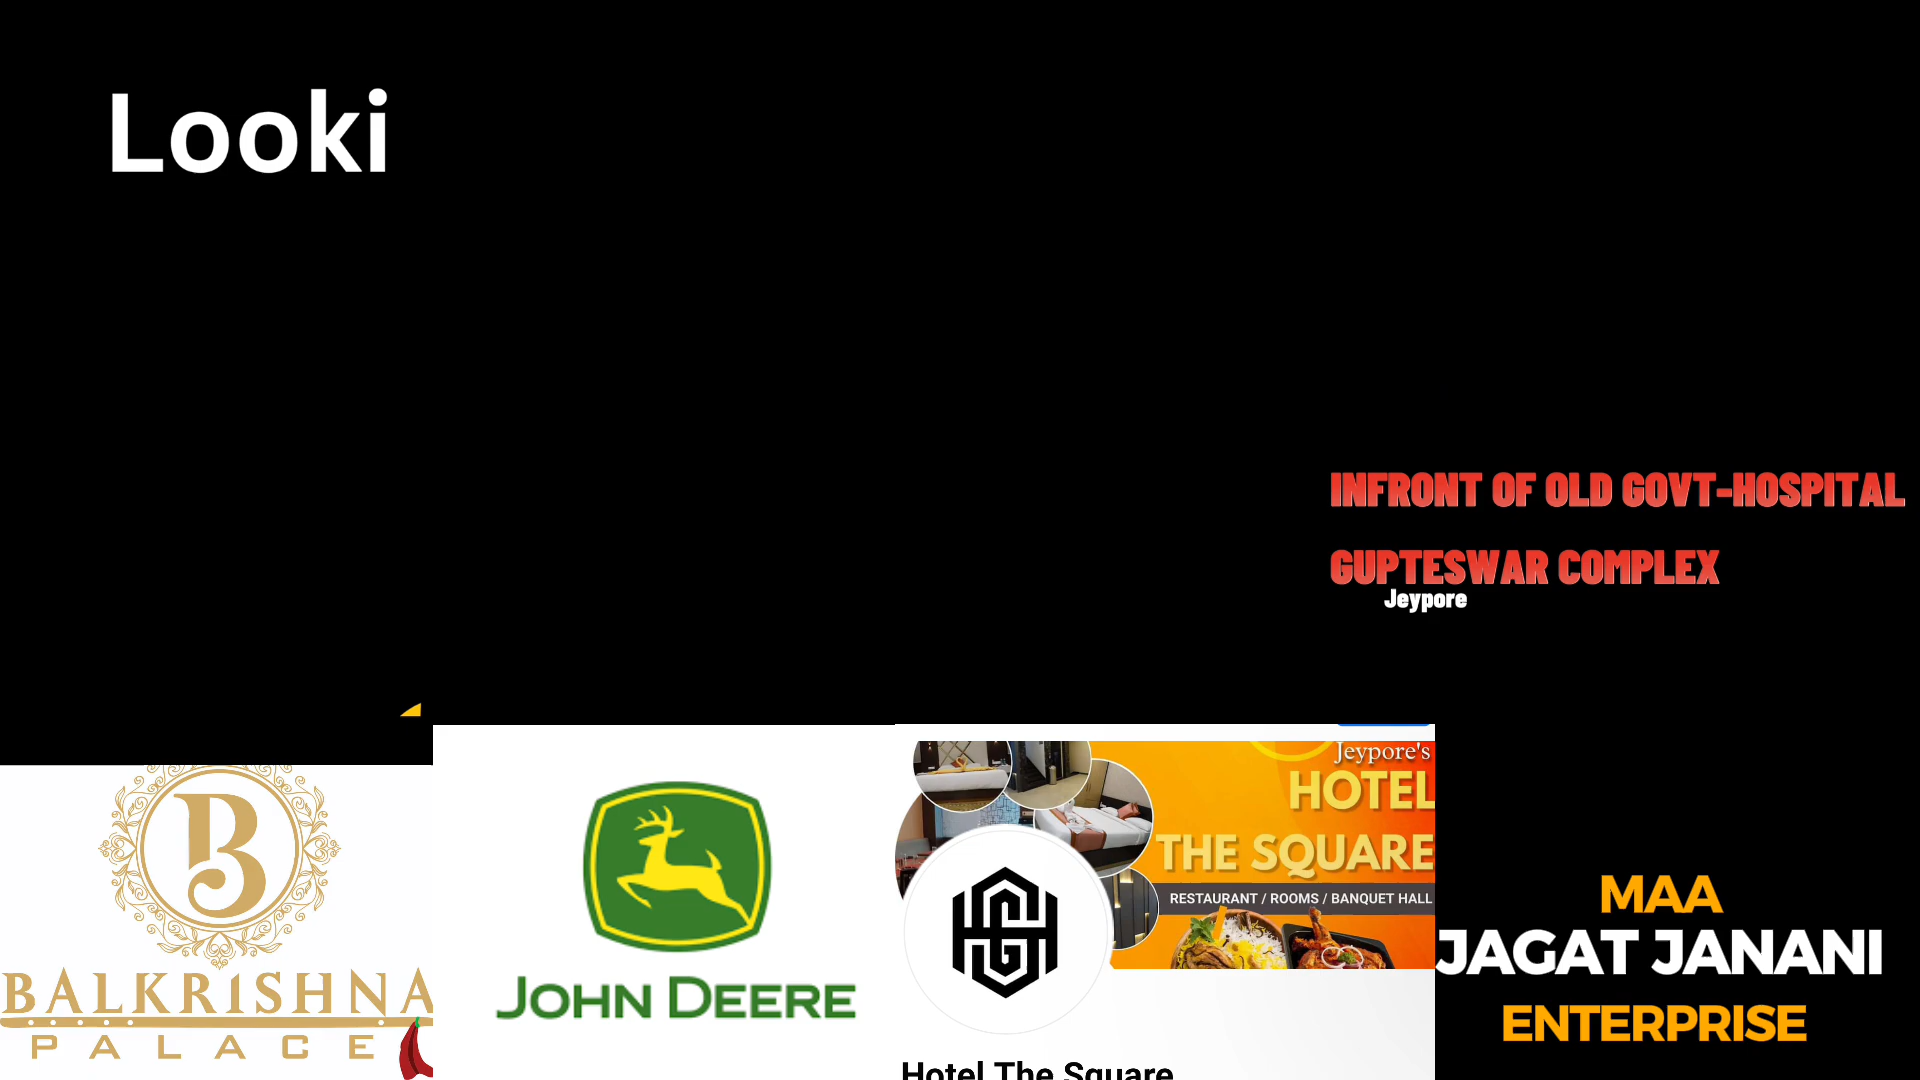 Looki
INFRONT OF OLD GOVT-HOSPITAL
GUPTESWAR COMPLEX
Jeypore
B
BALKRISHNA
PALACE
JOHN DEERE
Jeypore's
HOTEL
THE SQUARE
RESTAURANT / ROOMS / BANQUET HALL
Hotel The Square
MAA
JAGAT JANANI
ENTERPRISE